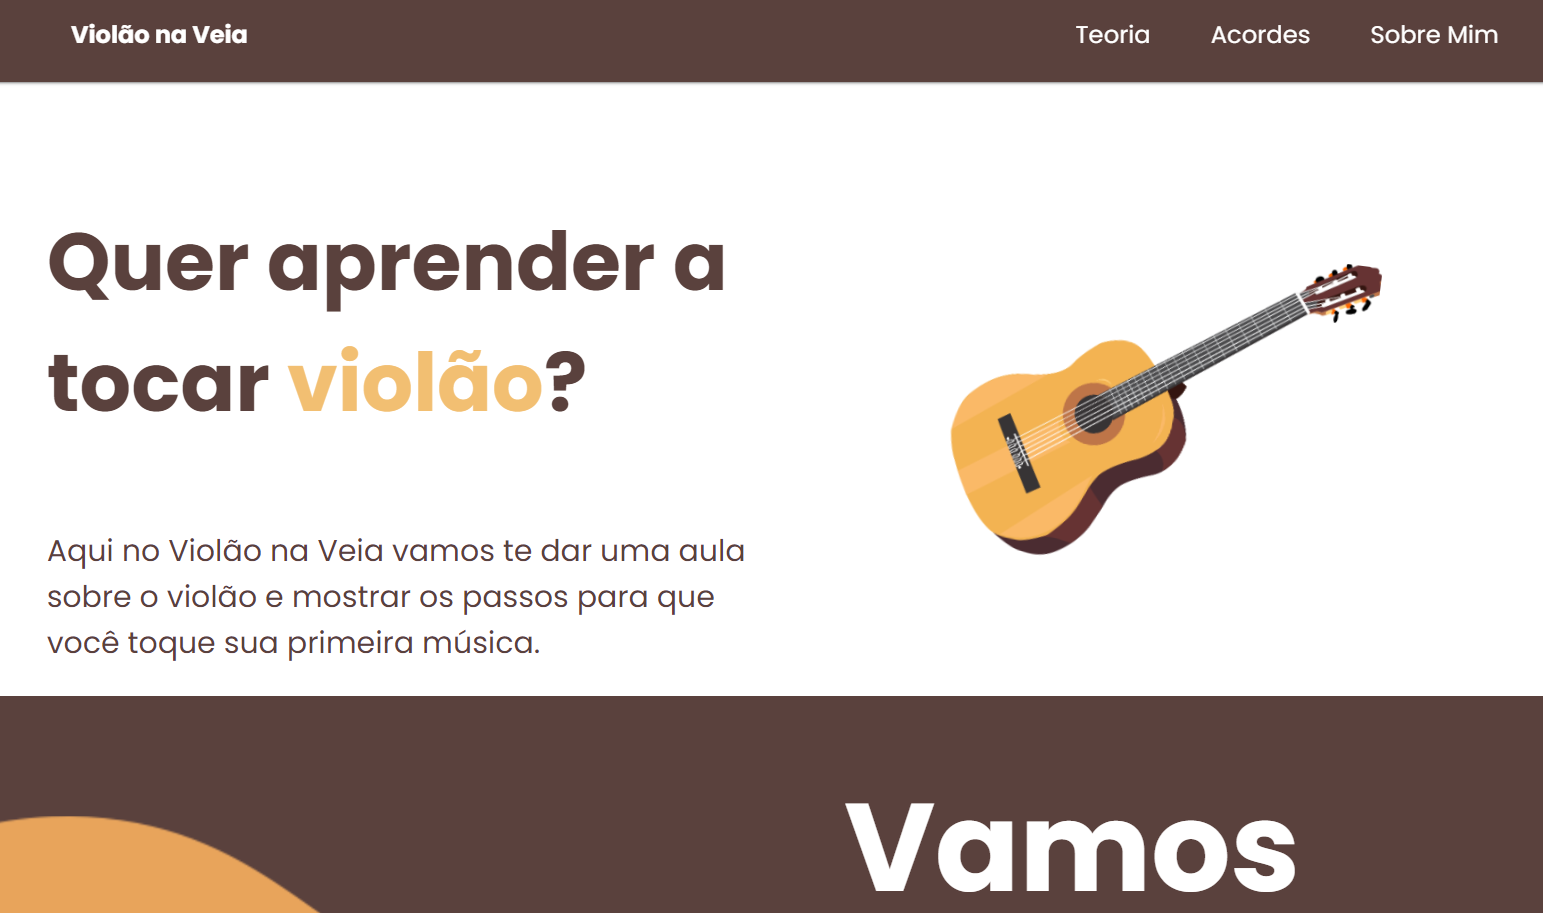 Violão na Veia
Teoria
Acordes
Sobre Mim
Quer aprender a
tocar violão?
Aqui no Violão na Veia vamos te dar uma aula
sobre o violão e mostrar os passos para que
você toque sua primeira música.
Vamos